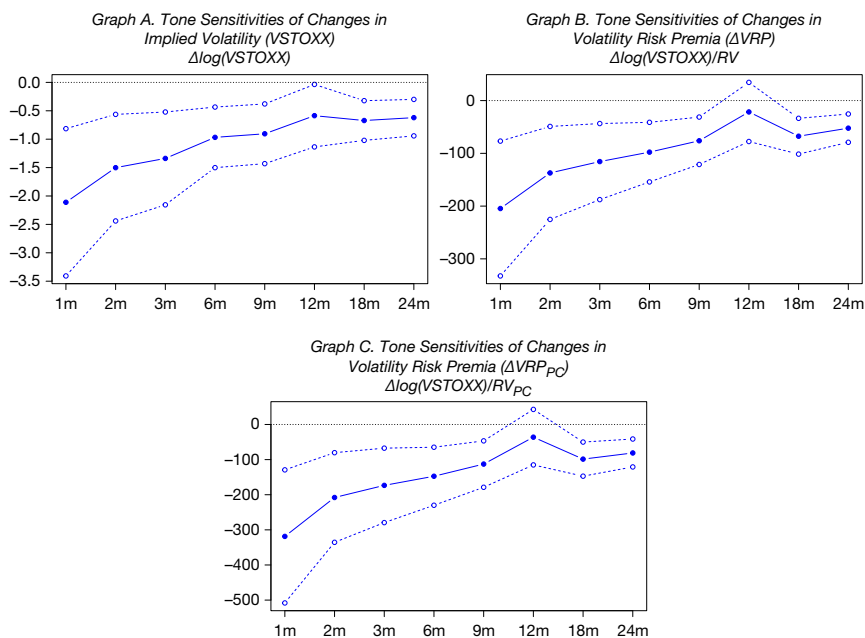 Graph A. Tone Sensitivities of Changes in
Implied Volatility (VSTOXX)
Δlog(VSTOXX)
0.0
−0.5
−1.0
−1.5
−2.0
−2.5
−3.0
−3.5
1m 2m 3m 6m 9m 12m 18m 24m
Graph B. Tone Sensitivities of Changes in
Volatility Risk Premia (ΔVRP)
Δlog(VSTOXX)/RV
0
−100
−200
−300
1m 2m 3m 6m 9m 12m 18m 24m
Graph C. Tone Sensitivities of Changes in
Volatility Risk Premia (ΔVRP_PC)
Δlog(VSTOXX)/RV_PC
0
−100
−200
−300
−400
−500
1m 2m 3m 6m 9m 12m 18m 24m